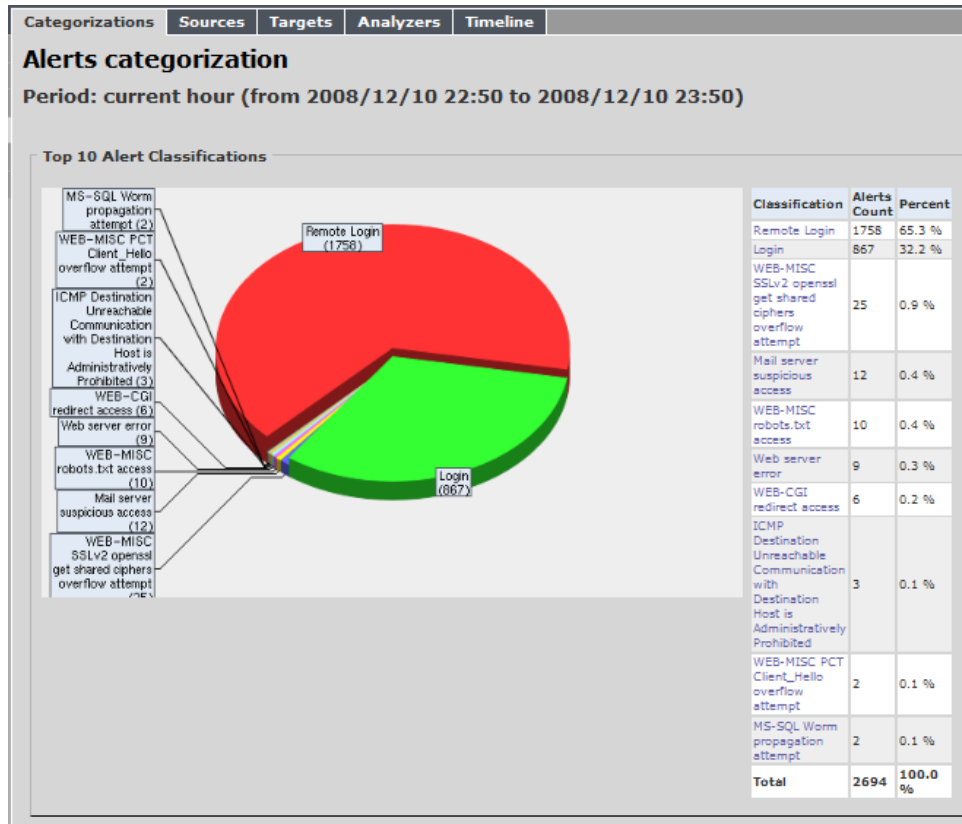 Categorizations Sources Targets Analyzers Timeline
Alerts categorization
Period: current hour (from 2008/12/10 22:50 to 2008/12/10 23:50)
Top 10 Alert Classifications
MS-SQL Worm
propagation
attempt (2)
WEB-MISC PCT
Client_Hello
overflow attempt
(2)
ICMP Destination
Unreachable
Communication
with Destination
Host is
Administratively
Prohibited (3)
WEB-CGI
redirect access (6)
Web server error
(9)
WEB-MISC
robots.txt access
(10)
Mail server
suspicious access
(12)
WEB-MISC
SSLv2 openssl
get shared ciphers
overflow attempt
(25)
Remote Login
(1758)
Login
(867)
Classification Alerts Count Percent
Remote Login 1758 65.3 %
Login 867 32.2 %
WEB-MISC
SSLv2 openssl
get shared
ciphers
overflow
attempt
25 0.9 %
Mail server
suspicious
access
12 0.4 %
WEB-MISC
robots.txt
access
10 0.4 %
Web server
error
9 0.3 %
WEB-CGI
redirect access
6 0.2 %
ICMP
Destination
Unreachable
Communication
with
Destination
Host is
Administratively
Prohibited
3 0.1 %
WEB-MISC PCT
Client_Hello
overflow
attempt
2 0.1 %
MS-SQL Worm
propagation
attempt
2 0.1 %
Total 2694 100.0 %